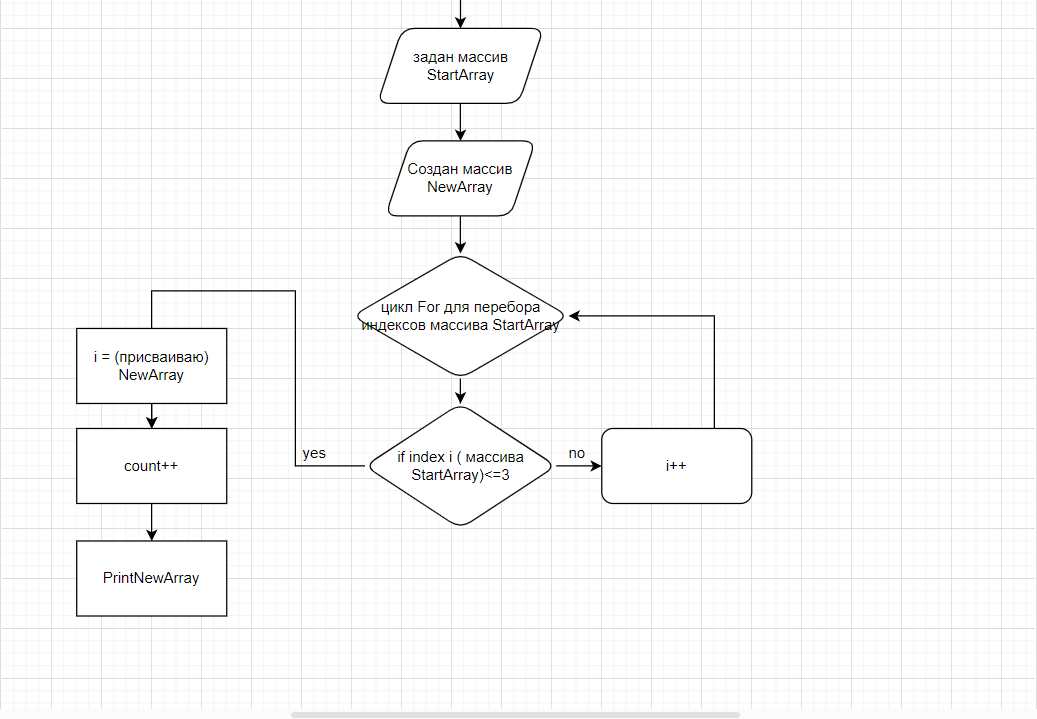 задан массив
StartArray
Создан массив
NewArray
цикл For для перебора
индексов массива StartArray
i = (присваиваю)
NewArray
yes
if index i ( массива
StartArray)<=3
no
i++
count++
PrintNewArray